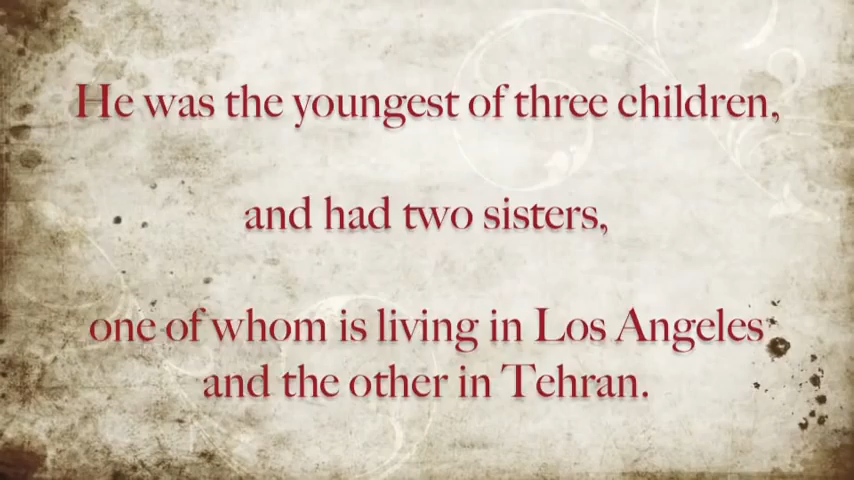 He was the youngest of three children,
and had two sisters,
one of whom is living in Los Angeles
and the other in Tehran.